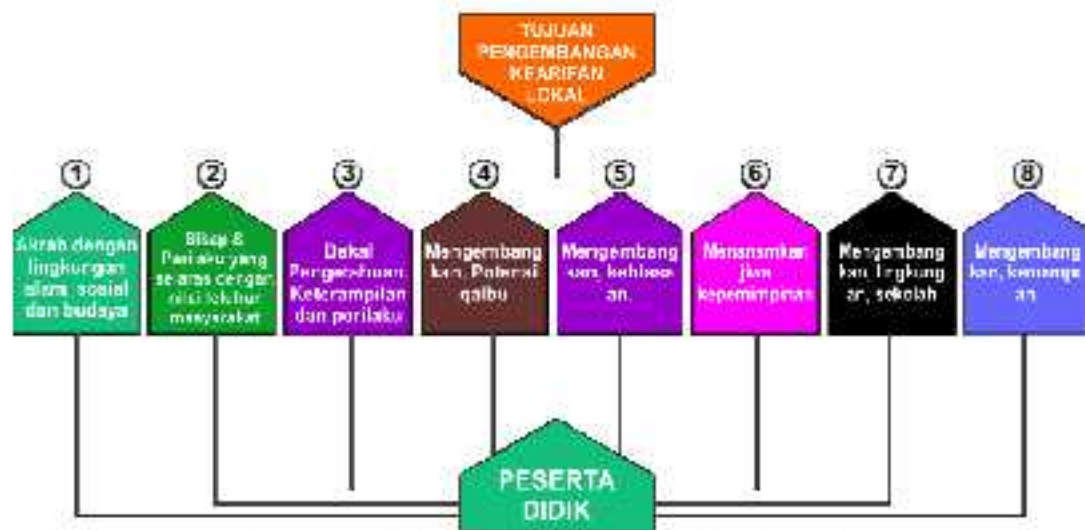 TUJUAN
PENGEMBANGAN
KEARIFAN
LOKAL
1
2
3
4
5
6
7
8
Akrab dengan
lingkungan
alam, sosial
dan budaya
Sikap &
Perilaku yang
selaras dengan
nilai leluhur
masyarakat
Bekal
Pengetahuan
Keterampilan
dan perilaku
Mengembang
kan, Potensi
qalbu
Mengembang
kan, kebiasa
an,
Menanamkan
jiwa
kepemimpinan
Mengembang
kan, lingkung
an, sekolah
Mengembang
kan,
an
PESERTA
DIDIK